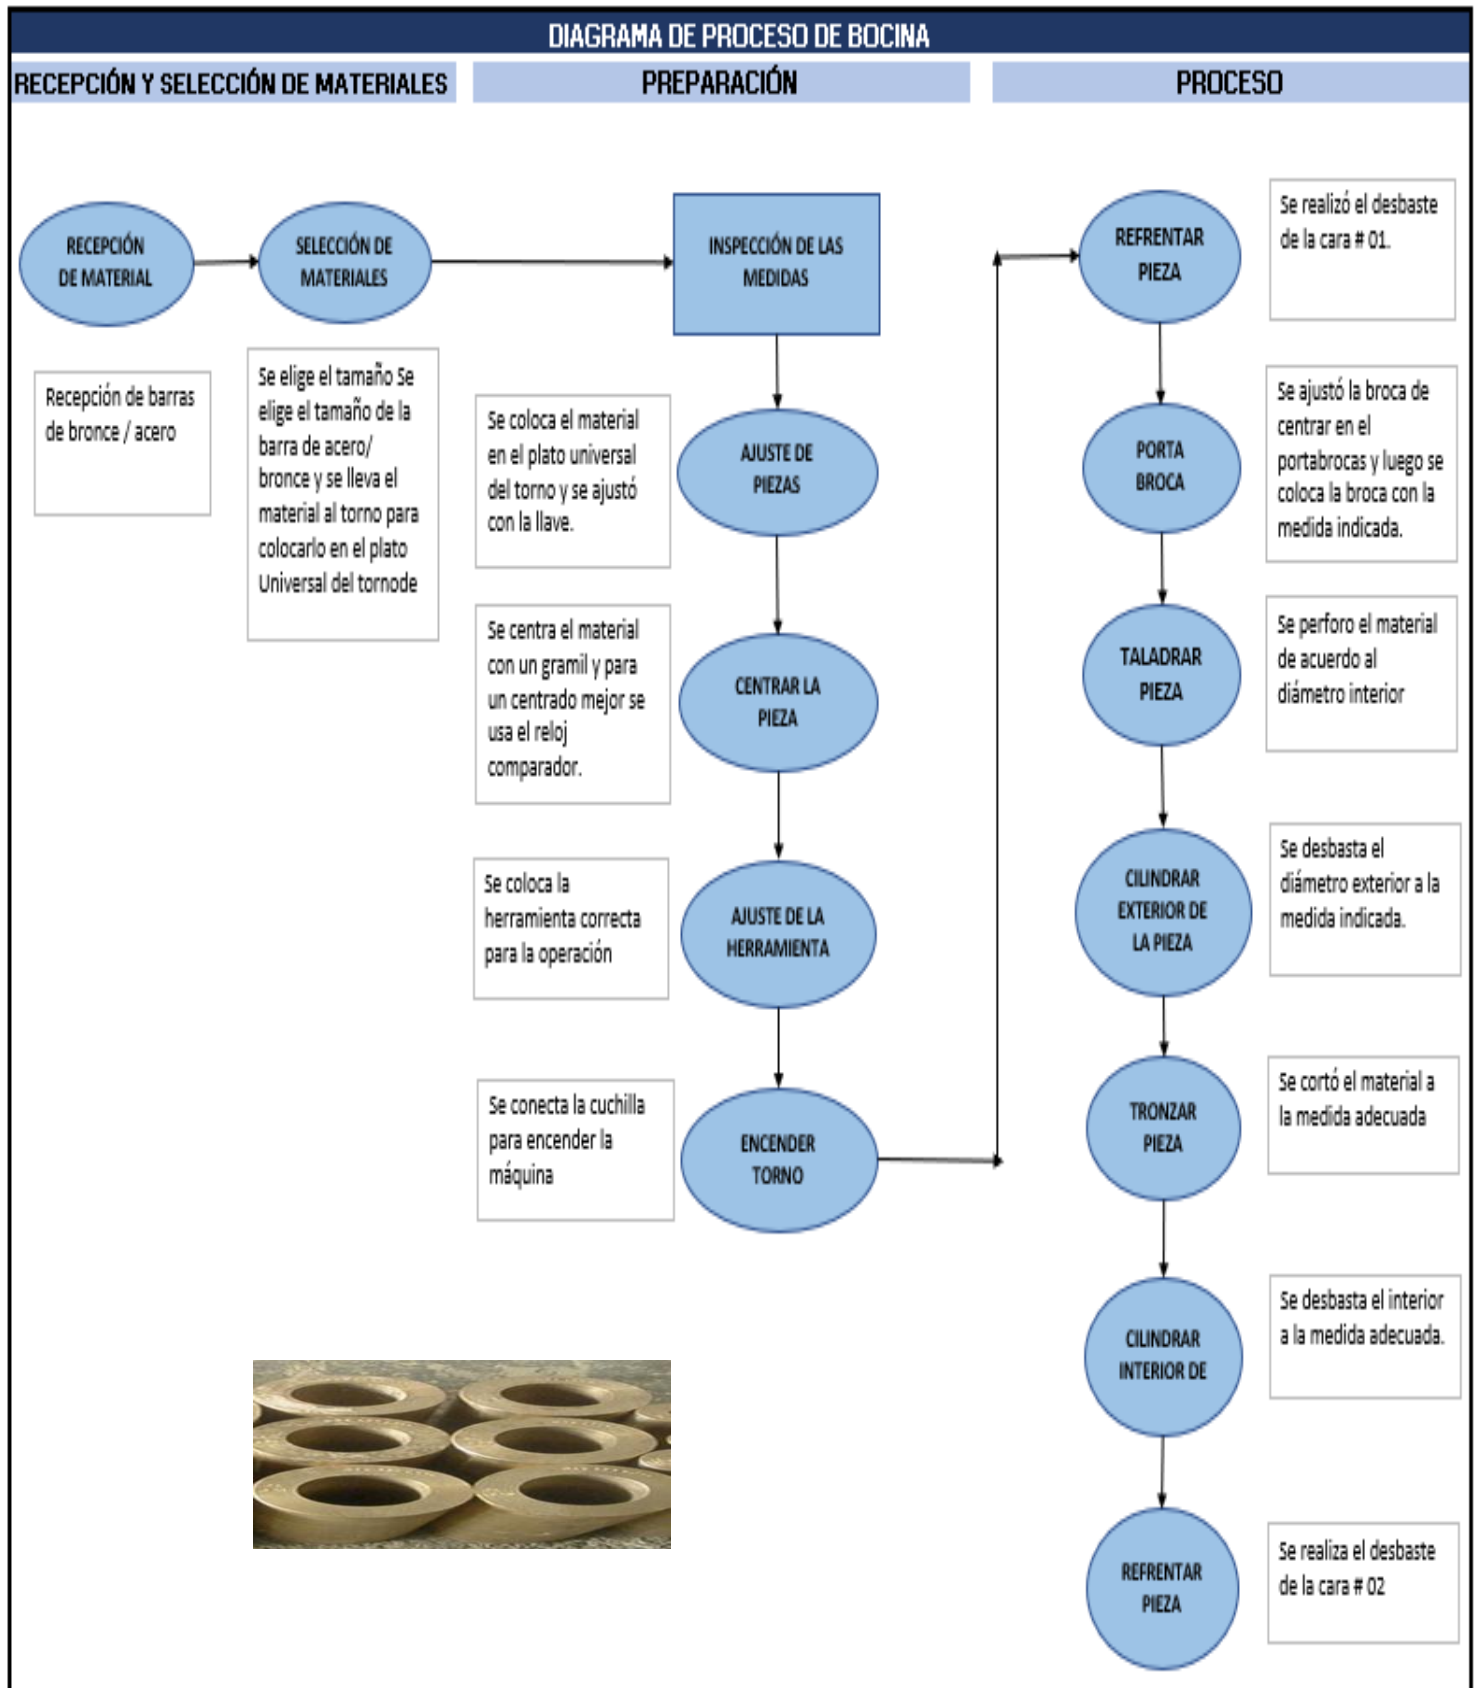 DIAGRAMA DE PROCESO DE BOCINA
RECEPCIÓN Y SELECCIÓN DE MATERIALES
RECEPCIÓN
DE MATERIAL
SELECCIÓN DE
MATERIALES
Recepción de barras
de bronce / acero
Se elige el tamaño Se
elige el tamaño de la
barra de acero/
bronce y se lleva el
material al torno para
colocarlo en el plato
Universal del tornode
PREPARACIÓN
INSPECCIÓN DE LAS
MEDIDAS
Se coloca el material
en el plato universal
del torno y se ajustó
con la llave.
AJUSTE DE
PIEZAS
Se centra el material
con un gramil y para
un centrado mejor se
usa el reloj
comparador.
CENTRAR LA
PIEZA
Se coloca la
herramienta correcta
para la operación
AJUSTE DE LA
HERRAMIENTA
Se conecta la cuchilla
para encender la
máquina
ENCENDER
TORNO
PROCESO
REFRENTAR
PIEZA
Se realizó el desbaste
de la cara # 01.
PORTA
BROCA
Se ajustó la broca de
centrar en el
portabrocas y luego se
coloca la broca con la
medida indicada.
TALADRAR
PIEZA
Se perforo el material
de acuerdo al
diámetro interior
CILINDRAR
EXTERIOR DE
LA PIEZA
Se desbasta el
diámetro exterior a la
medida indicada.
TRONZAR
PIEZA
Se cortó el material a
la medida adecuada
CILINDRAR
INTERIOR DE
Se desbasta el interior
a la medida adecuada.
REFRENTAR
PIEZA
Se realiza el desbaste
de la cara # 02